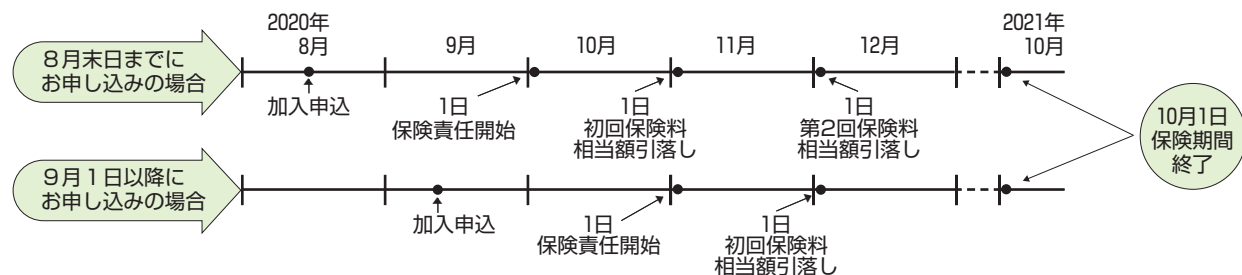 8月末日までに
お申し込みの場合
2020年
8月
9月
10月
11月
12月
2021年
10月
加入申込
1日
保険責任開始
1日
初回保険料
相当額引落し
1日
第2回保険料
相当額引落し
10月1日
保険期間
終了
9月1日以降に
お申し込みの場合
加入申込
1日
保険責任開始
1日
初回保険料
相当額引落し